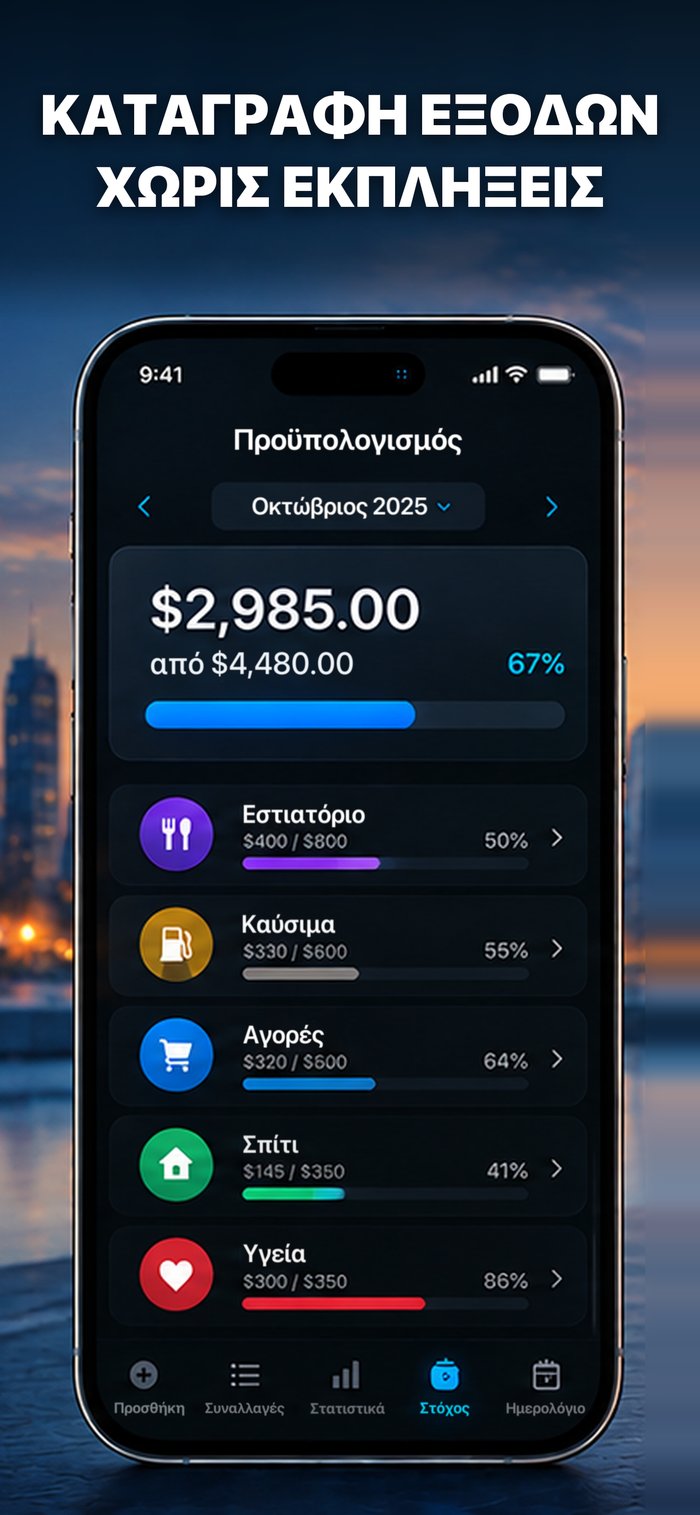 ΚΑΤΑΓΡΑΦΗ ΕΞΟΔΩΝ
ΧΩΡΙΣ ΕΚΠΛΗΞΕΙΣ
9:41
Προϋπολογισμός
Οκτώβριος 2025
$2,985.00
από $4,480.00
67%
Εστιατόριο
$400 / $800
50%
Καύσιμα
$330 / $600
55%
Αγορές
$320 / $600
64%
Σπίτι
$145 / $350
41%
Υγεία
$300 / $350
86%
Προσθήκη
Συναλλαγές
Στατιστικά
Στόχος
Ημερολόγιο